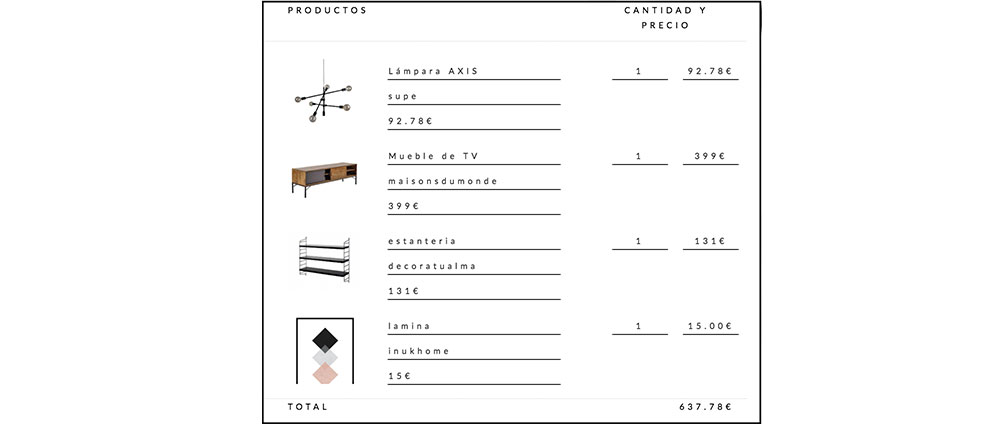 PRODUCTOS
CANTIDAD Y
PRECIO
Lámpara AXIS 1 92.78€
supe
92.78€
Mueble de TV 1 399€
maisonsdumonde
399€
estanteria 1 131€
decoratualma
131€
lamina 1 15.00€
inukhome
15€
TOTAL 637.78€